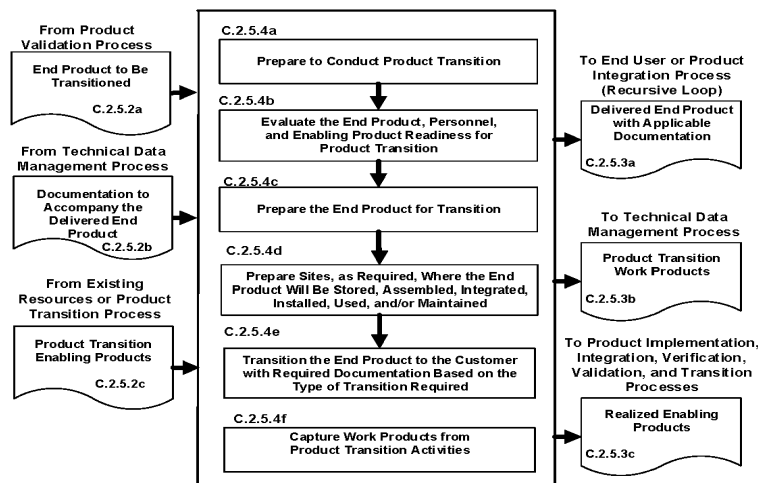 From Product
Validation Process
End Product to Be
Transitioned
C.2.5.2a
From Technical Data
Management Process
Documentation to
Accompany the
Delivered End
Product
C.2.5.2b
From Existing
Resources or Product
Transition Process
Product Transition
Enabling Products
C.2.5.2c
C.2.5.4a
Prepare to Conduct Product Transition
C.2.5.4b
Evaluate the End Product, Personnel,
and Enabling Product Readiness for
Product Transition
C.2.5.4c
Prepare the End Product for Transition
C.2.5.4d
Prepare Sites, as Required, Where the End
Product Will Be Stored, Assembled, Integrated,
Installed, Used, and/or Maintained
C.2.5.4e
Transition the End Product to the Customer
with Required Documentation Based on the
Type of Transition Required
C.2.5.4f
Capture Work Products from
Product Transition Activities
To End User or Product
Integration Process
(Recursive Loop)
Delivered End Product
with Applicable
Documentation
C.2.5.3a
To Technical Data
Management Process
Product Transition
Work Products
C.2.5.3b
To Product Implementation,
Integration, Verification,
Validation, and Transition
Processes
Realized Enabling
Products
C.2.5.3c